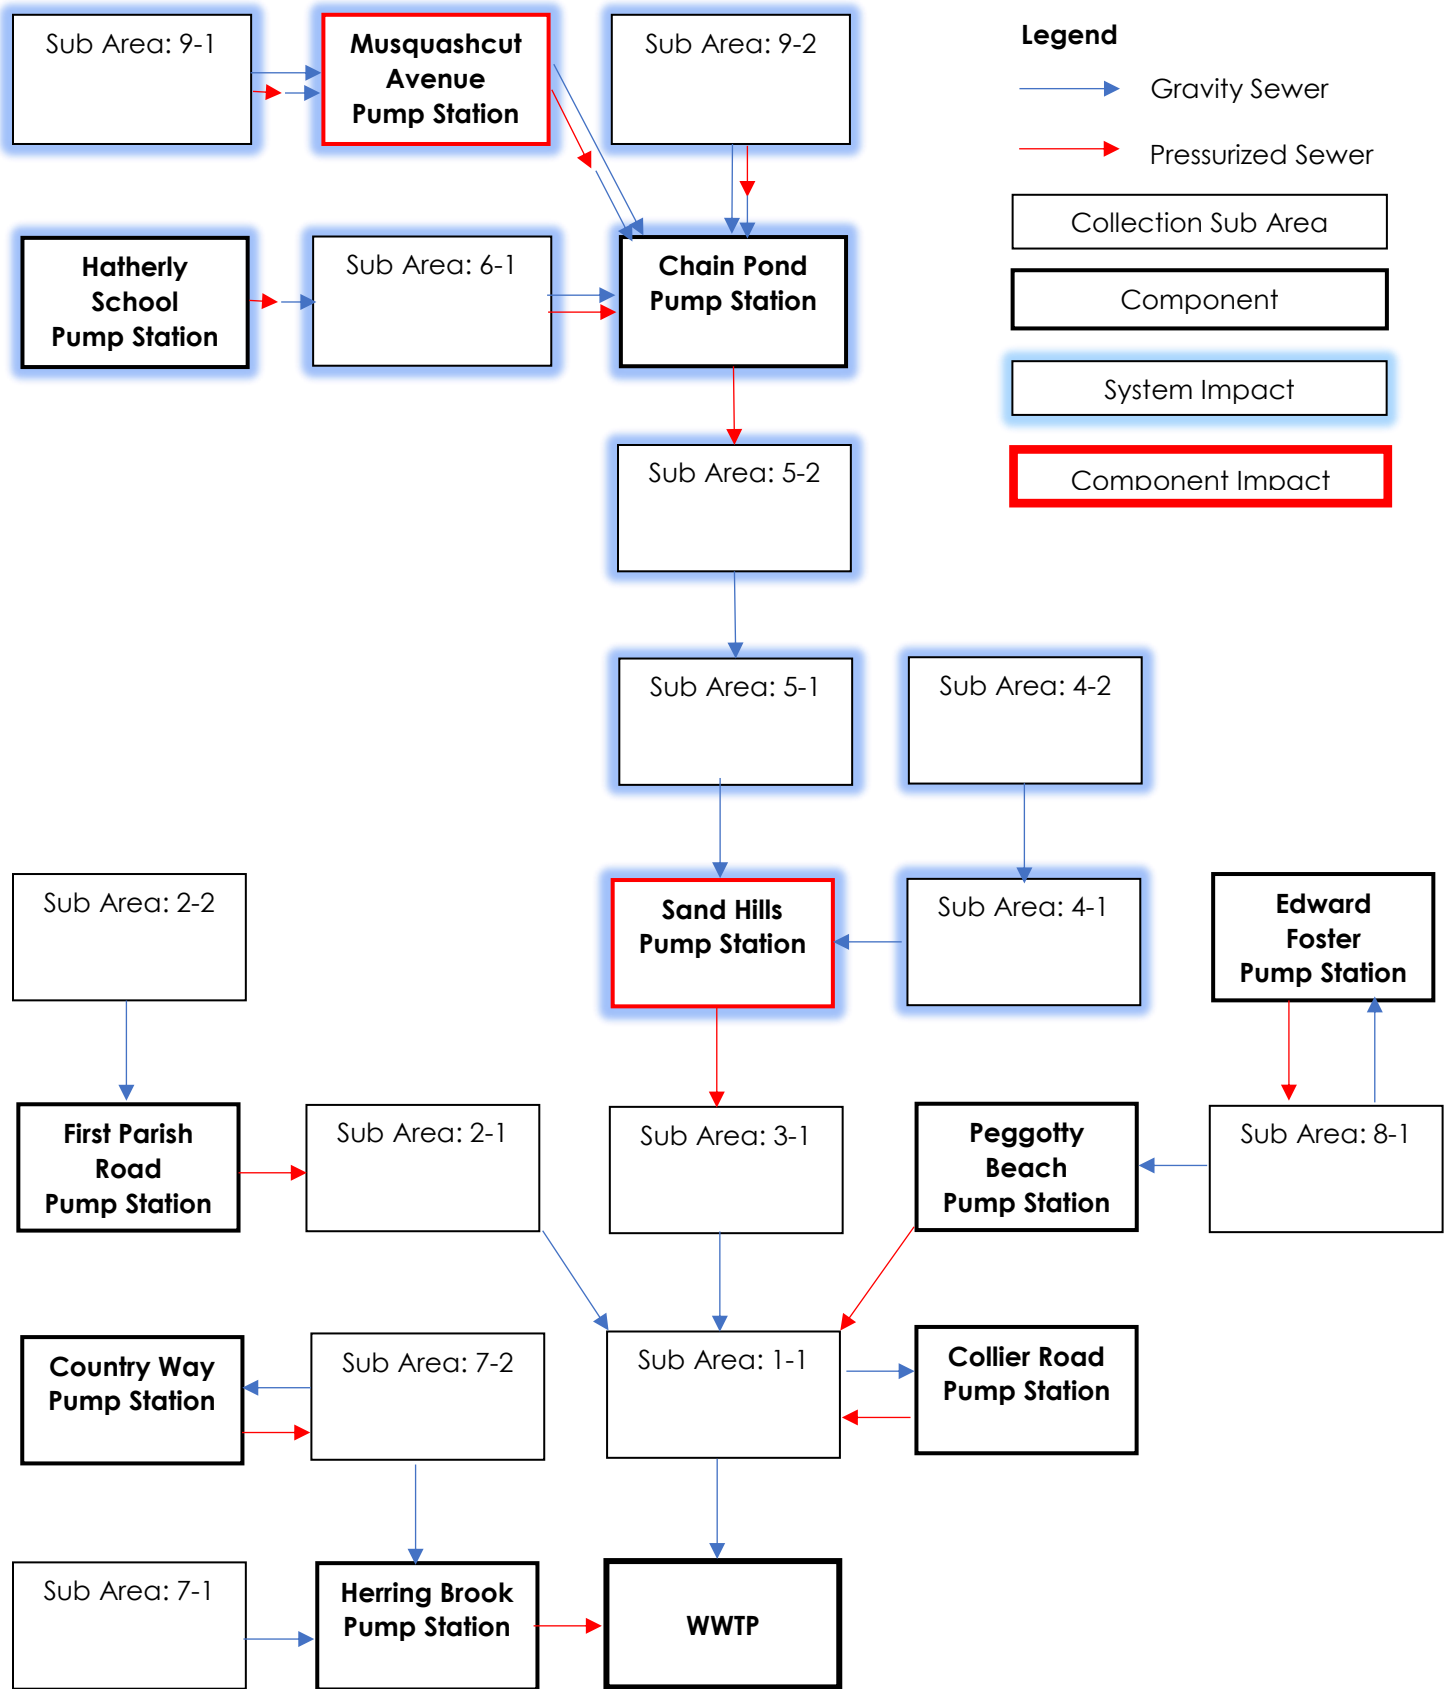 Sub Area: 9-1
Musquashcut
Avenue
Pump Station
Sub Area: 9-2
Legend
Gravity Sewer
Pressurized Sewer
Collection Sub Area
Component
System Impact
Component Impact
Hatherly
School
Pump Station
Sub Area: 6-1
Chain Pond
Pump Station
Sub Area: 5-2
Sub Area: 5-1
Sub Area: 4-2
Sub Area: 2-2
Sand Hills
Pump Station
Sub Area: 4-1
Edward
Foster
Pump Station
First Parish
Road
Pump Station
Sub Area: 2-1
Sub Area: 3-1
Peggotty
Beach
Pump Station
Sub Area: 8-1
Country Way
Pump Station
Sub Area: 7-2
Sub Area: 1-1
Collier Road
Pump Station
Sub Area: 7-1
Herring Brook
Pump Station
WWTP